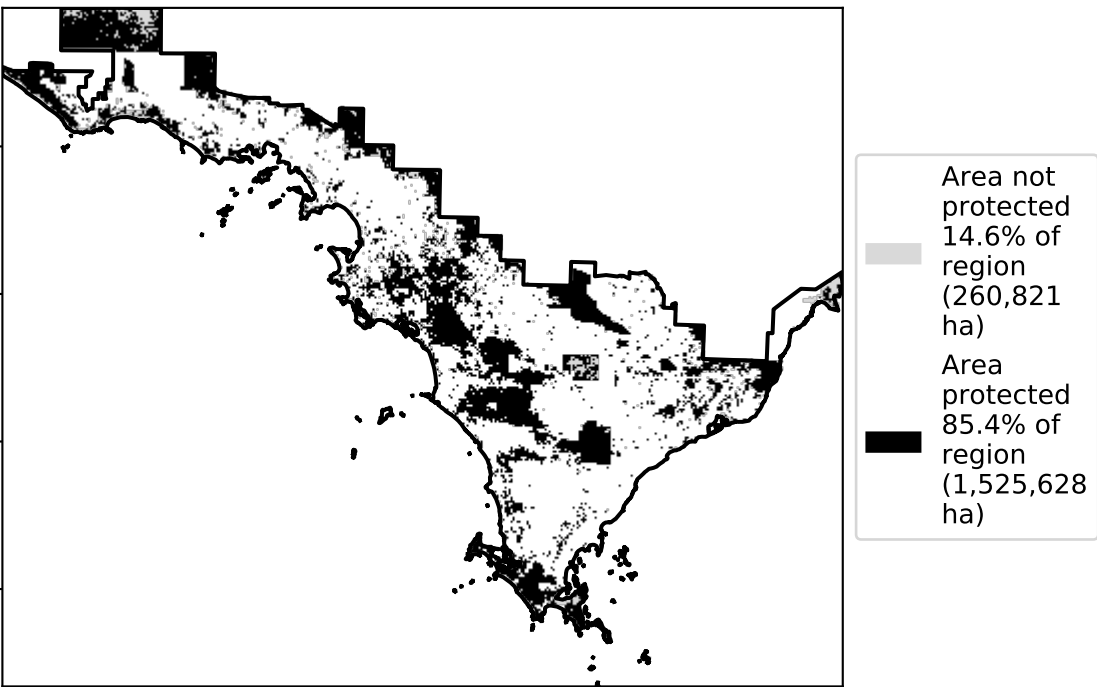 Area not
protected
14.6% of
region
(260,821
ha)
Area
protected
85.4% of
region
(1,525,628
ha)